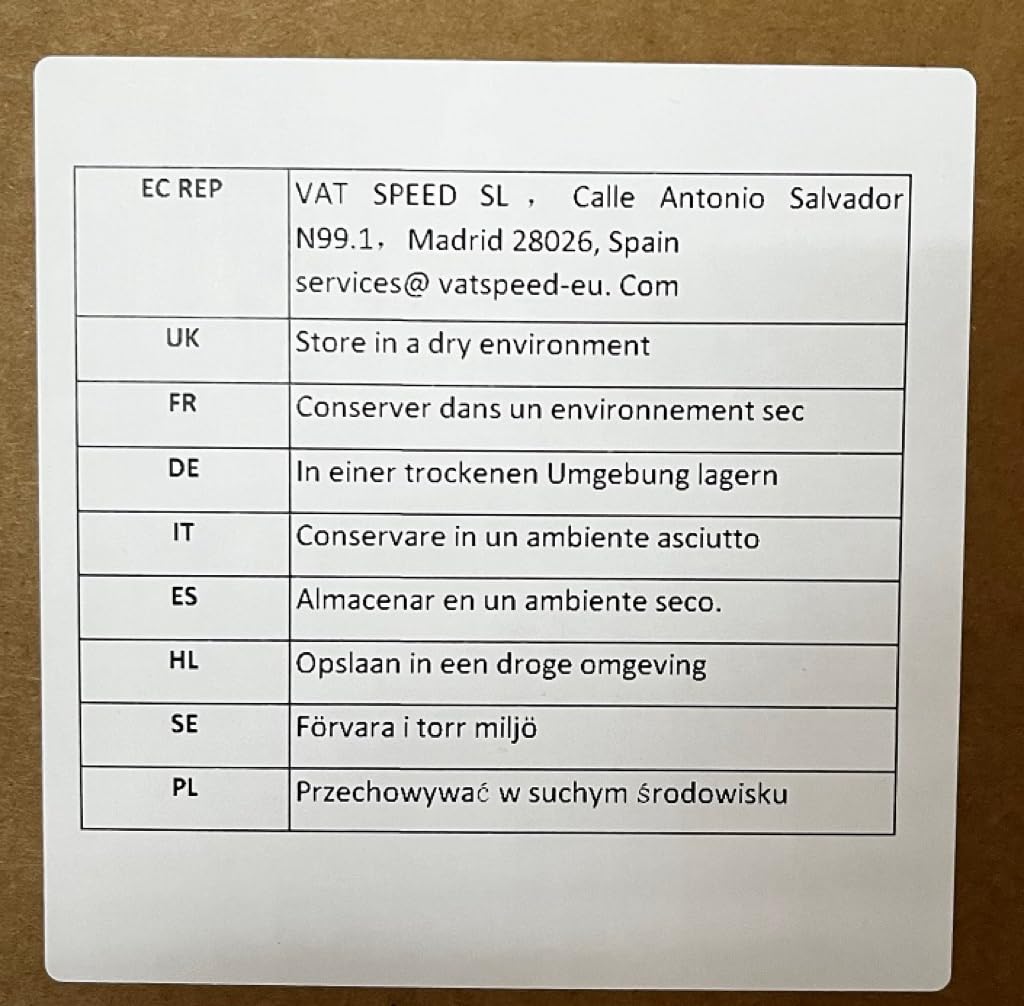 EC REP
VAT SPEED SL ， Calle Antonio Salvador
N99.1， Madrid 28026, Spain
services@ vatspeed-eu. Com
UK Store in a dry environment
FR Conserver dans un environnement sec
DE In einer trockenen Umgebung lagern
IT Conservare in un ambiente asciutto
ES Almacenar en un ambiente seco.
HL Opslaan in een droge omgeving
SE Förvara i torr miljö
PL Przechowywać w suchym środowisku